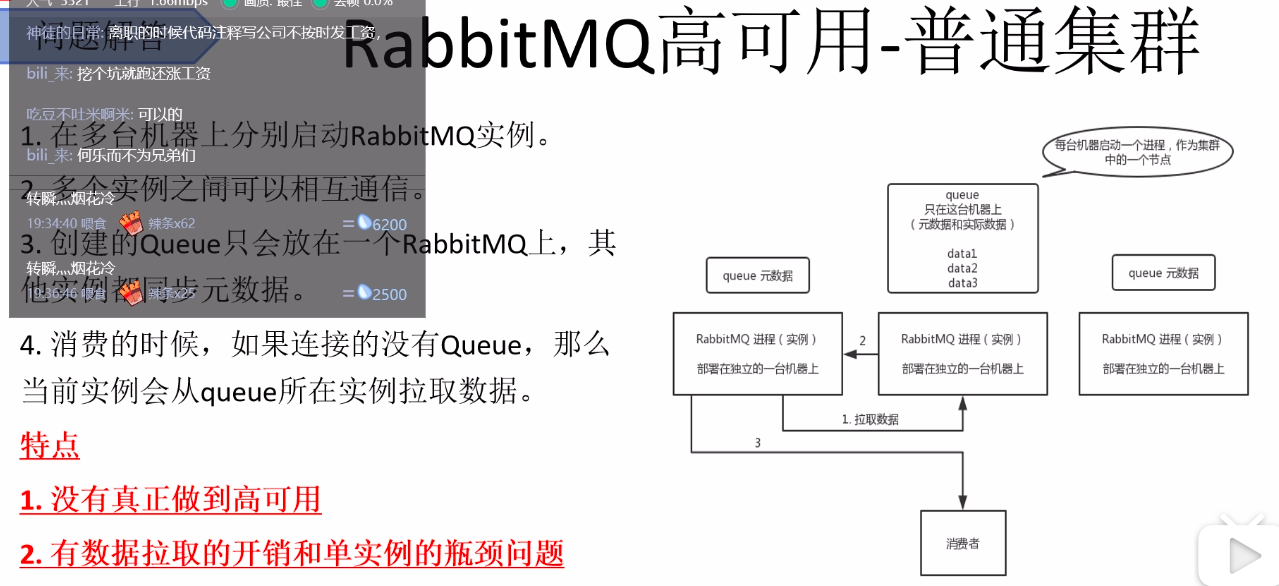 人气 3321 上行 1.66mbps 画质: 最佳 丢帧 0.0%
问题解答
神徒的日常: 离职的时候代码注释写公司不按时发工资,
bili_来: 挖个坑就跑还涨工资
吃豆不吐米啊米: 可以的
bili_来: 何乐而不为兄弟们
转瞬灬烟花冷
19:34:40 喂食 辣条x62 =6200
转瞬灬烟花冷
19:36:46 喂食 辣条x25 =2500
RabbitMQ高可用-普通集群
1. 在多台机器上分别启动RabbitMQ实例。
2. 多个实例之间可以相互通信。
3. 创建的Queue只会放在一个RabbitMQ上，其
他实例都同步元数据。
4. 消费的时候，如果连接的没有Queue，那么
当前实例会从queue所在实例拉取数据。
特点
1. 没有真正做到高可用
2. 有数据拉取的开销和单实例的瓶颈问题
每台机器启动一个进程，作为集群
中的一个节点
queue
只在这台机器上
（元数据和实际数据）
data1
data2
data3
queue 元数据
queue 元数据
RabbitMQ 进程（实例）
部署在独立的一台机器上
2
RabbitMQ 进程（实例）
部署在独立的一台机器上
RabbitMQ 进程（实例）
部署在独立的一台机器上
1. 拉取数据
3
消费者